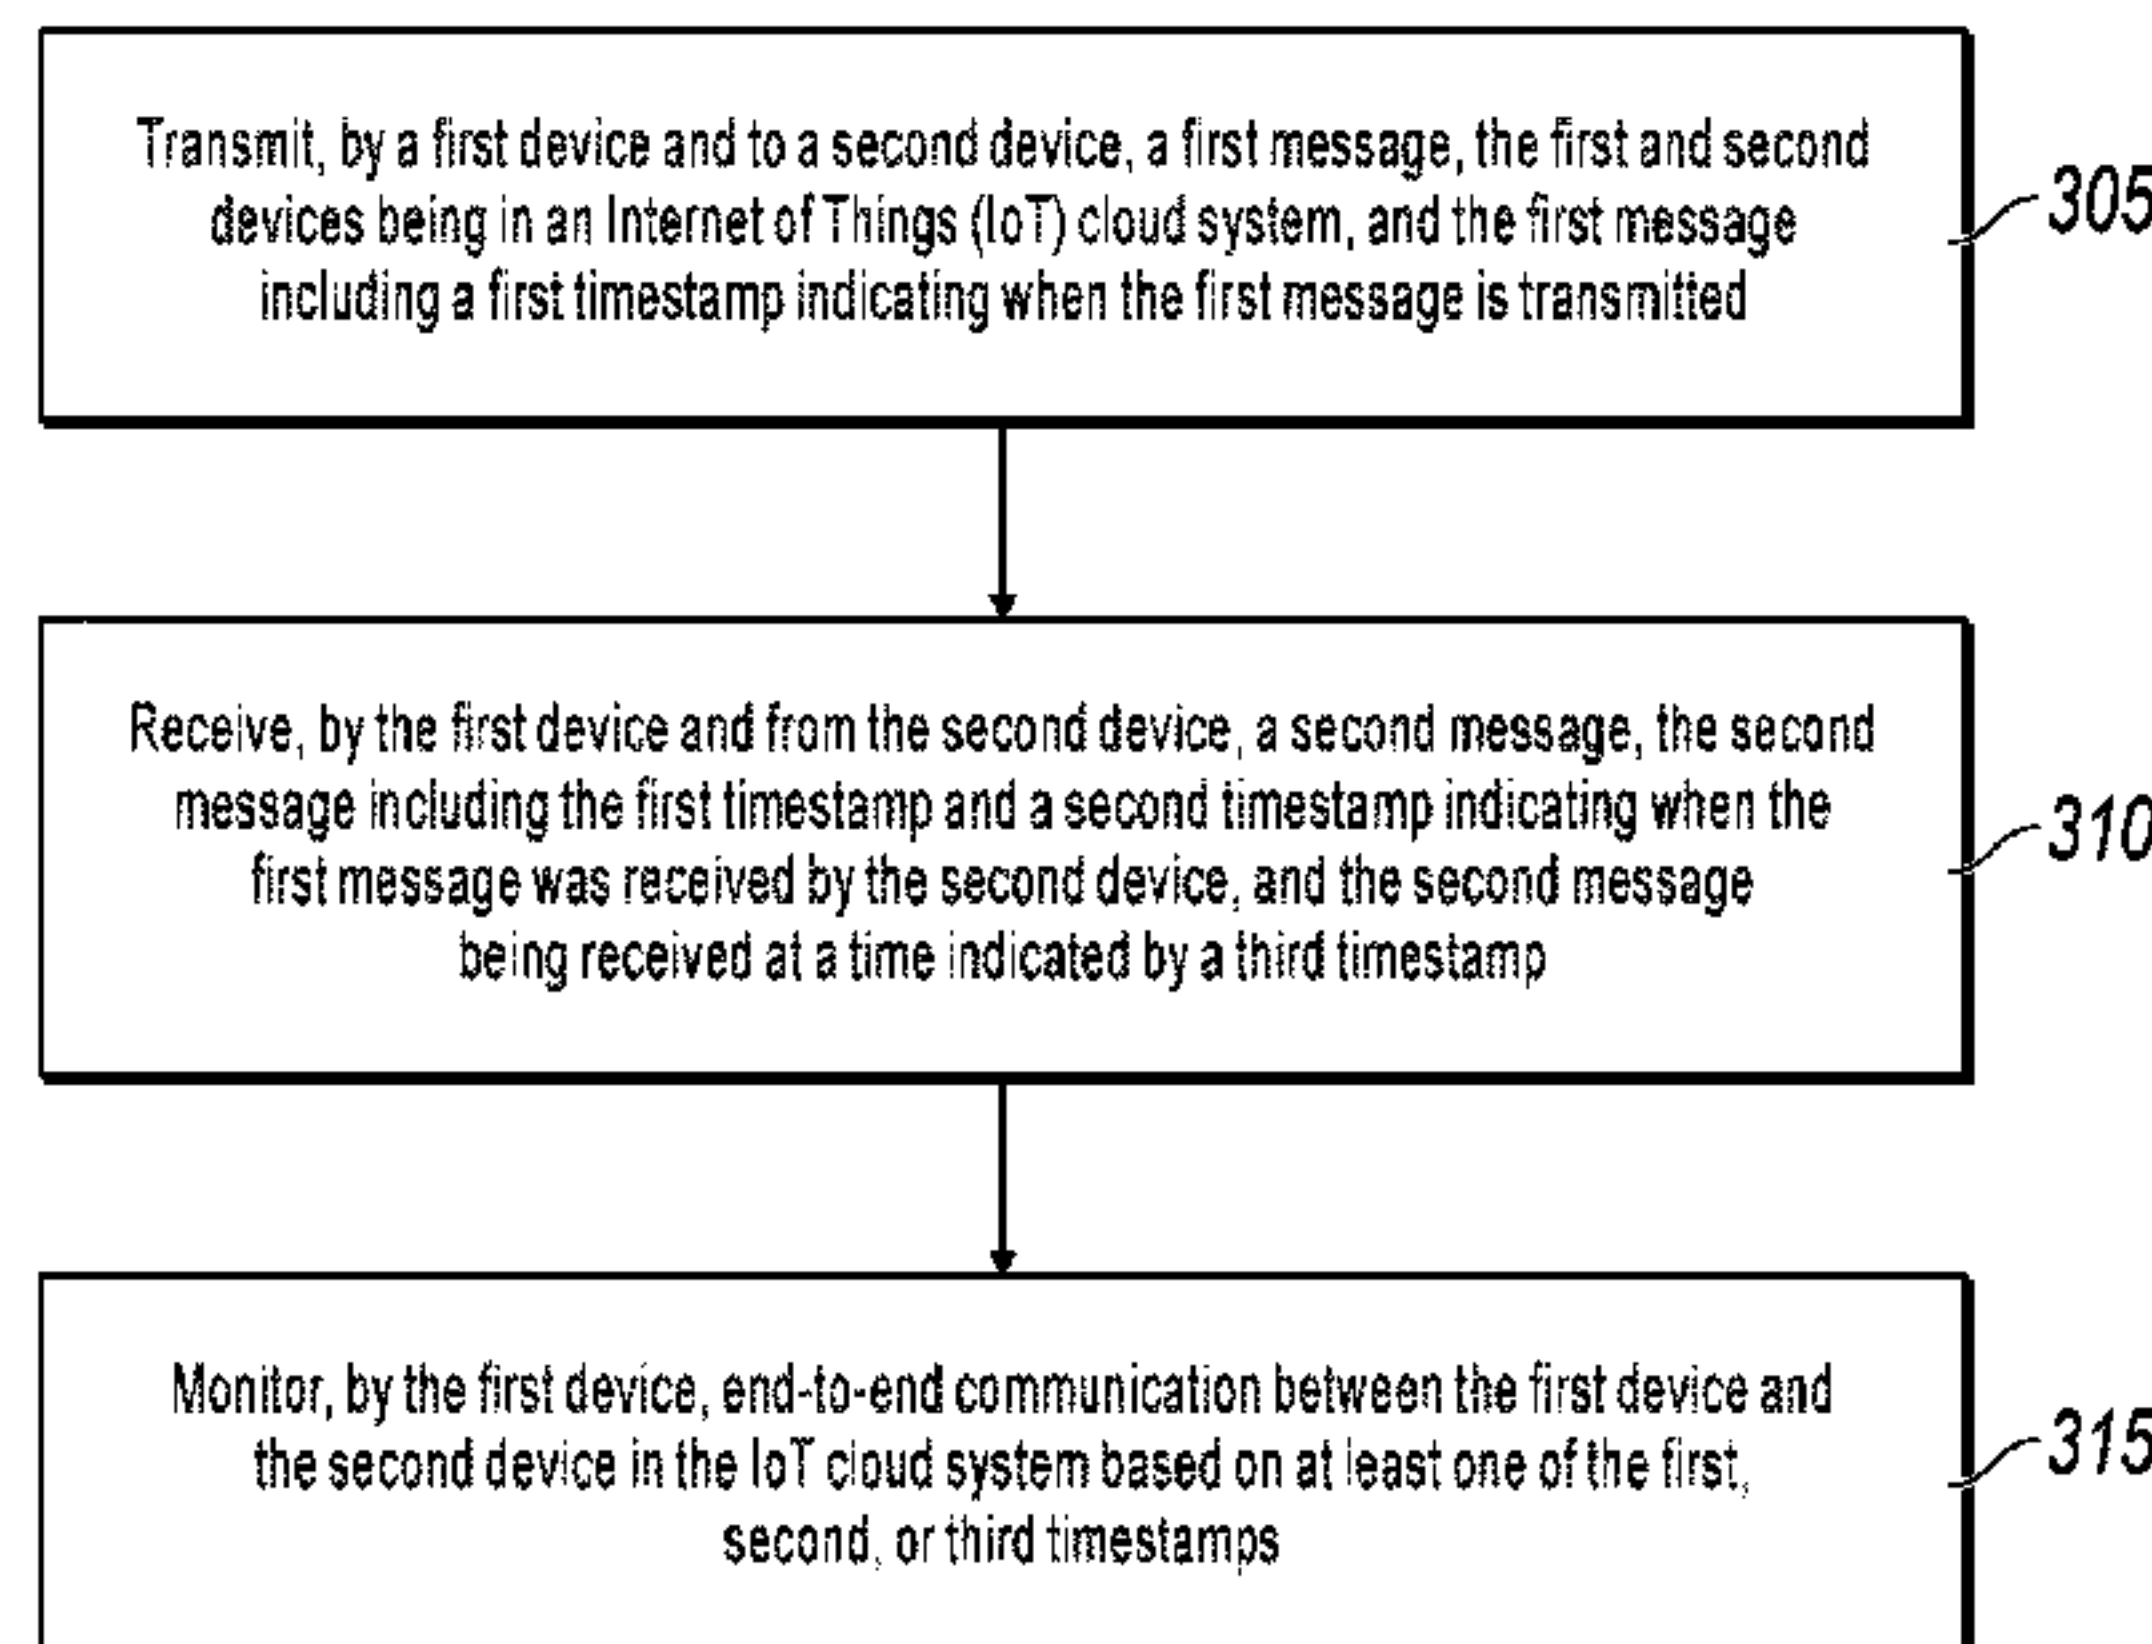 Transmit, by a first device and to a second device, a first message, the first and second
devices being in an Internet of Things (IoT) cloud system, and the first message
including a first timestamp indicating when the first message is transmitted
305
Receive, by the first device and from the second device, a second message, the second
message including the first timestamp and a second timestamp indicating when the
first message was received by the second device, and the second message
being received at a time indicated by a third timestamp
310
Monitor, by the first device, end-to-end communication between the first device and
the second device in the IoT cloud system based on at least one of the first,
second, or third timestamps
315